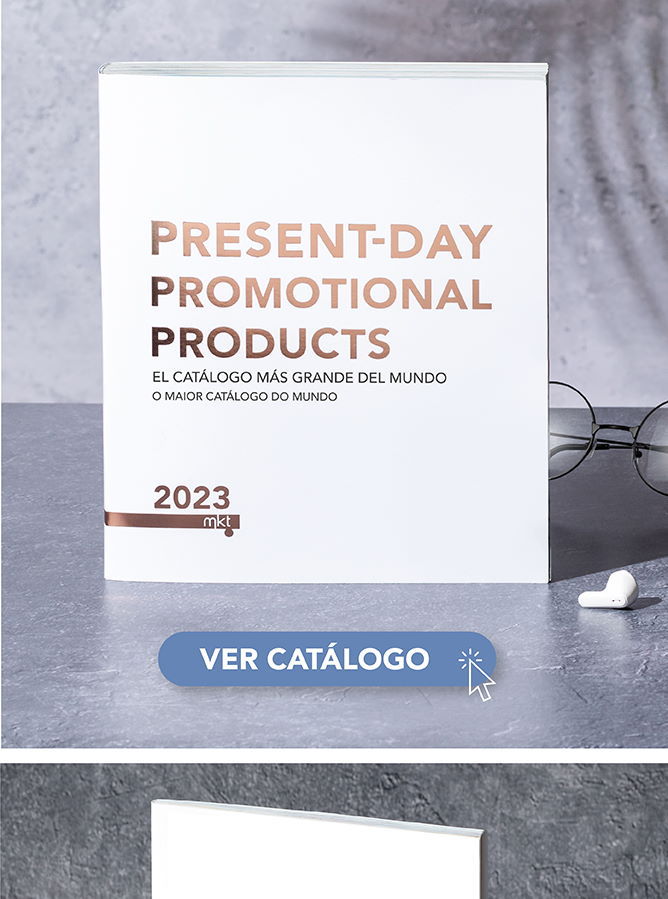 PRESENT-DAY
PROMOTIONAL
PRODUCTS
EL CATÁLOGO MÁS GRANDE DEL MUNDO
O MAIOR CATÁLOGO DO MUNDO
2023
mkt
VER CATÁLOGO